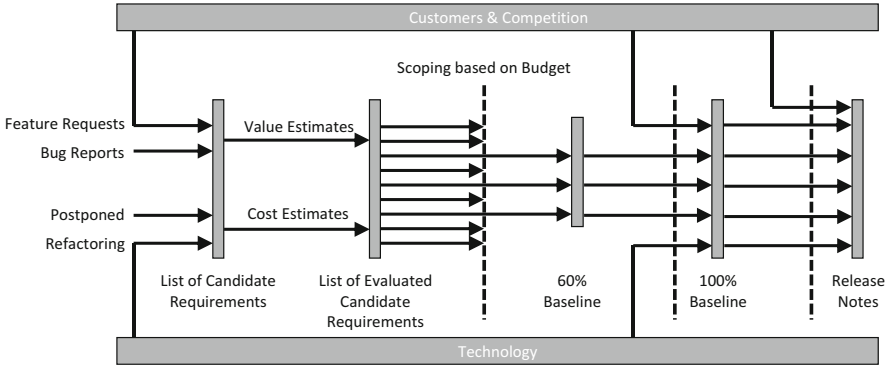 Customers & Competition
Scoping based on Budget
Feature Requests
Bug Reports
Postponed
Refactoring
Value Estimates
Cost Estimates
List of Candidate
Requirements
List of Evaluated
Candidate
Requirements
60%
Baseline
100%
Baseline
Release
Notes
Technology